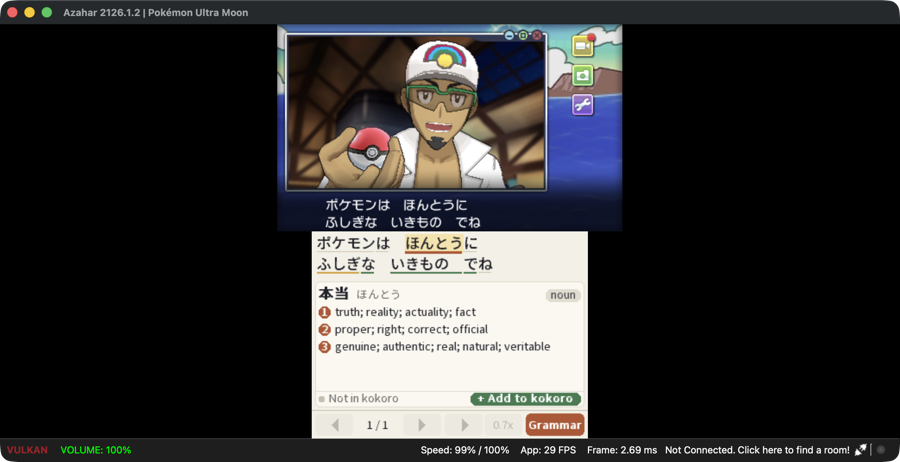 Azahar 2126.1.2 | Pokémon Ultra Moon
ポケモンは　ほんとうに
ふしぎな　いきもの　でね
ポケモンは　ほんとうに
ふしぎな　いきもの　でね
本当 ほんとう noun
1 truth; reality; actuality; fact
2 proper; right; correct; official
3 genuine; authentic; real; natural; veritable
Not in kokoro + Add to kokoro
1 / 1 0.7x Grammar
VULKAN VOLUME: 100% Speed: 99% / 100% App: 29 FPS Frame: 2.69 ms Not Connected. Click here to find a room!